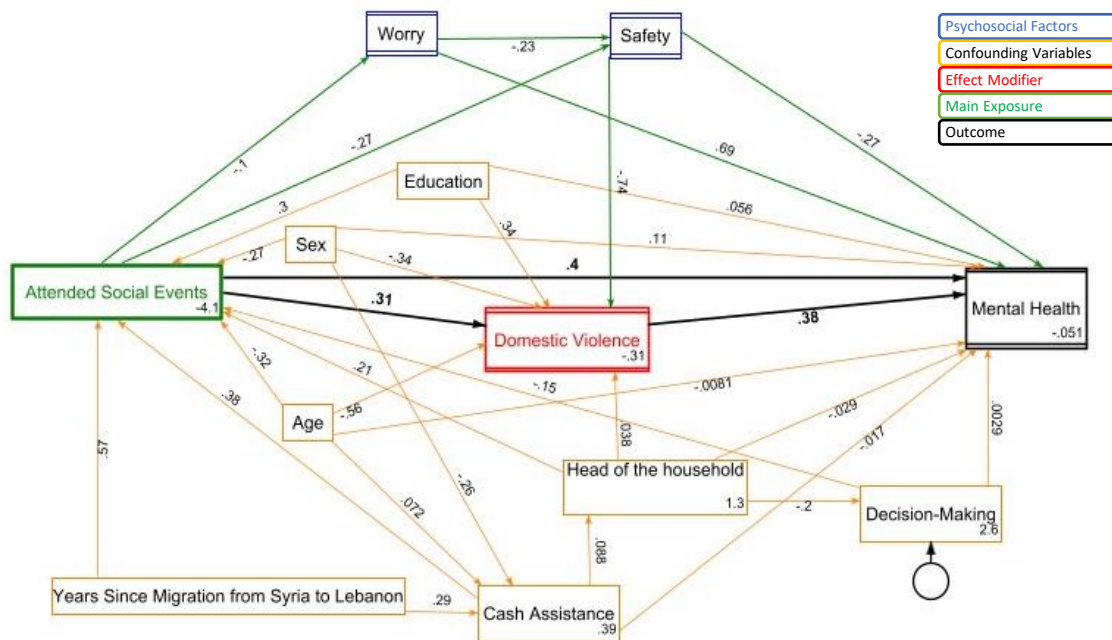 Worry
-.23
Safety
Psychosocial Factors
Confounding Variables
Effect Modifier
Main Exposure
Outcome
-.1
-.27
.69
-.27
-.74
Education
.3
.34
.056
Sex
-.27
-.34
.11
Attended Social Events
-4.1
.4
.31
Domestic Violence
-.31
.38
Mental Health
-.051
-.32
.21
-.15
-.0081
.38
Age
-.56
.038
-.029
-.017
.0029
.57
-.26
Head of the household
1.3
-.2
Decision-Making
2.6
.072
.088
Years Since Migration from Syria to Lebanon
.29
Cash Assistance
.39